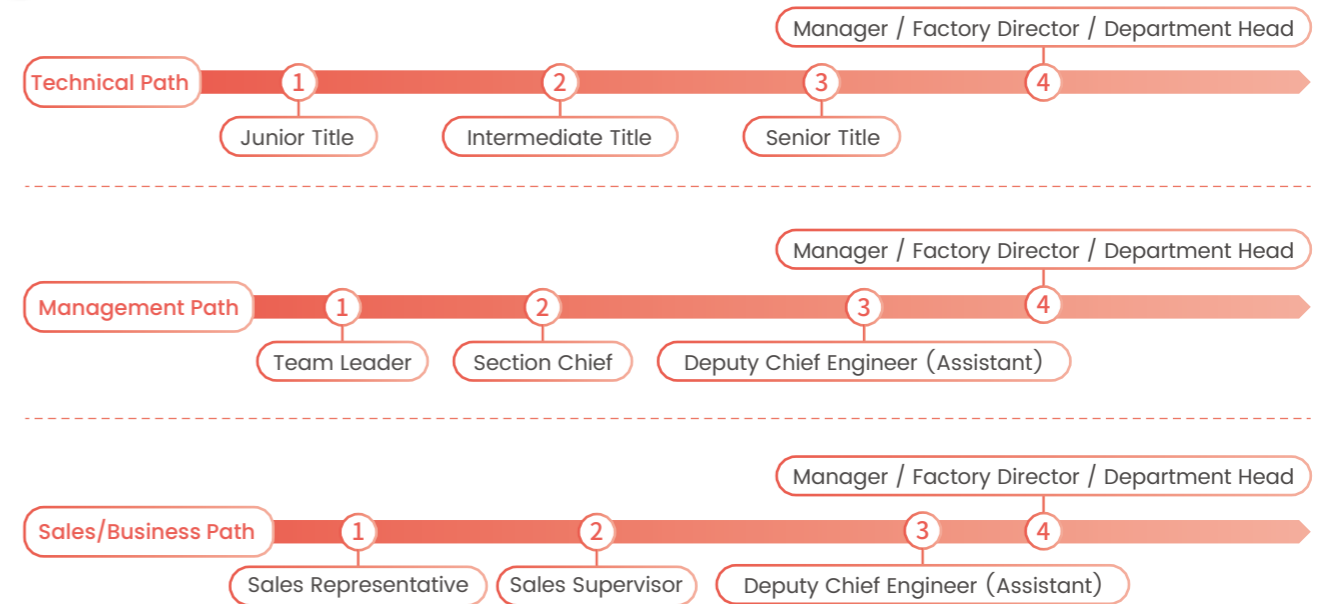 Manager / Factory Director / Department Head
Technical Path 1 2 3 4
Junior Title Intermediate Title Senior Title
Manager / Factory Director / Department Head
Management Path 1 2 3 4
Team Leader Section Chief Deputy Chief Engineer (Assistant)
Manager / Factory Director / Department Head
Sales/Business Path 1 2 3 4
Sales Representative Sales Supervisor Deputy Chief Engineer (Assistant)